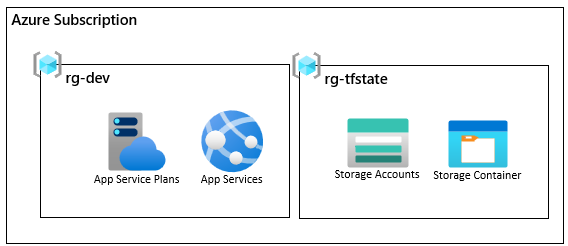 Azure Subscription
rg-dev
App Service Plans
App Services
rg-tfstate
Storage Accounts
Storage Container